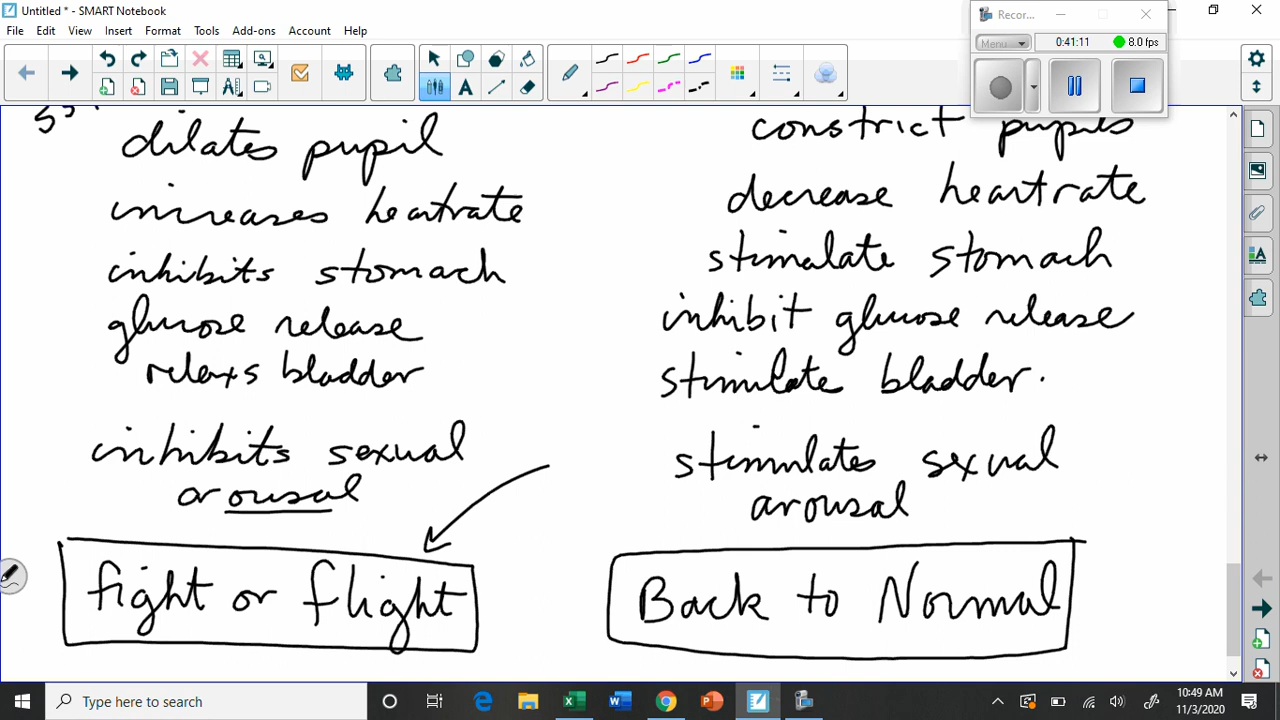 Untitled * - SMART Notebook
Recor...
File Edit View Insert Format Tools Add-ons Account Help
Menu
0:41:11
8.0 fps
dilates pupil
increases heartrate
inhibits stomach
glucose release
relaxs bladder
inhibits sexual
arousal
fight or flight
constrict pupils
decrease heartrate
stimalate stomach
inhibit glucose release
stimulate bladder.
stimulates sexual
arousal
Back to Normal
Type here to search
10:49 AM
11/3/2020